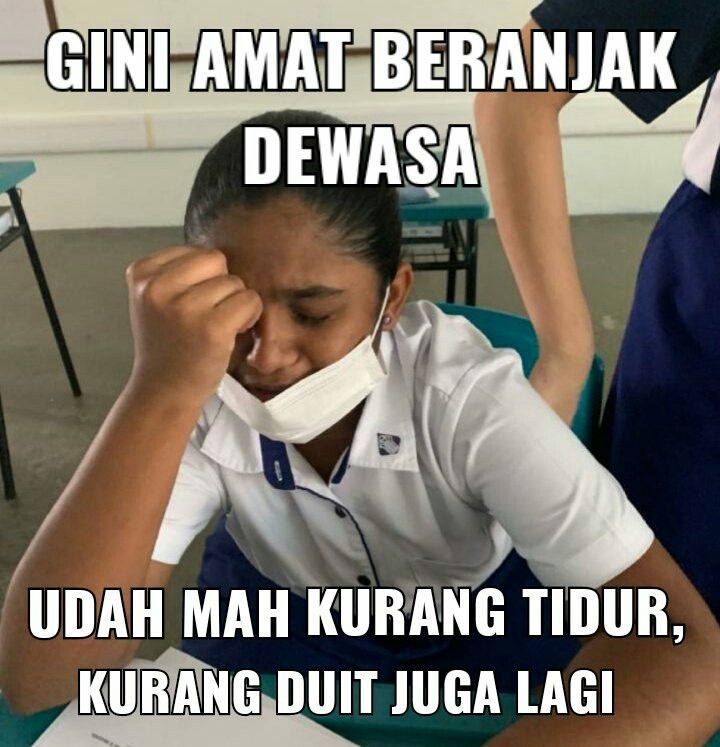 GINI AMAT BERANJAK
DEWASA
UDAH MAH KURANG TIDUR,
KURANG DUIT JUGA LAGI